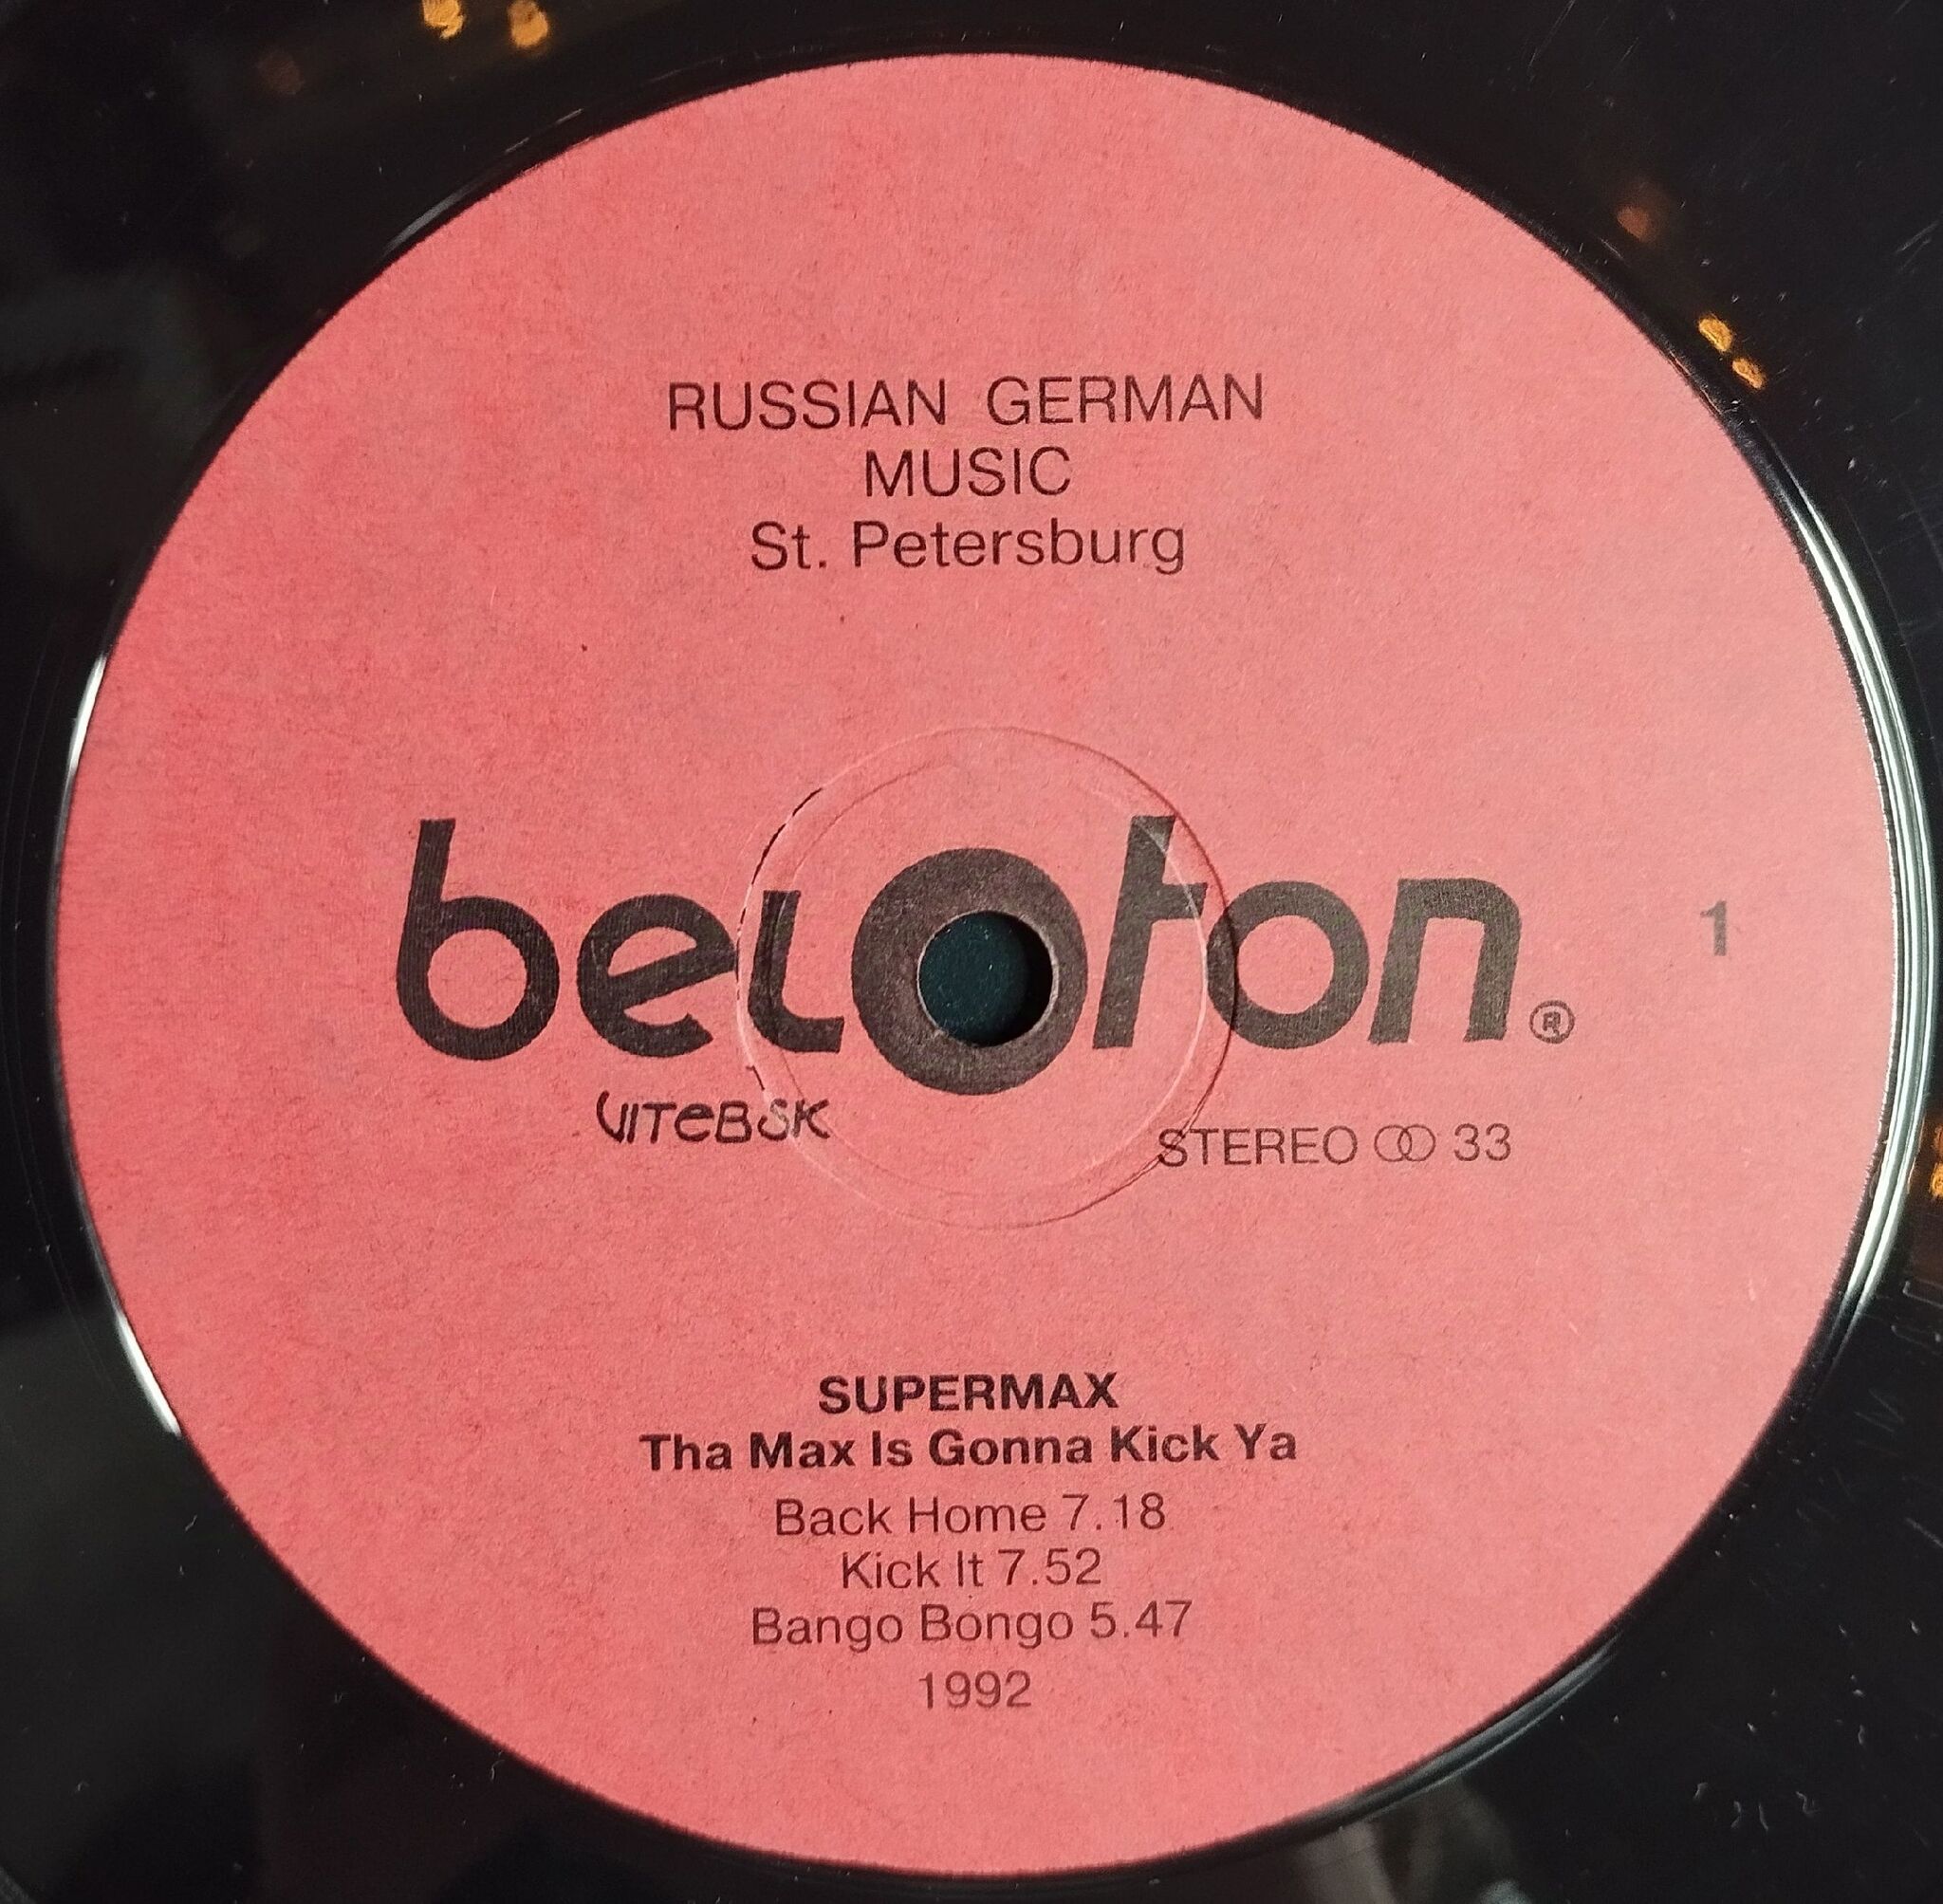 RUSSIAN GERMAN
MUSIC
St. Petersburg
beloton ® 1
VITEBSK
STEREO 33
SUPERMAX
Tha Max Is Gonna Kick Ya
Back Home 7.18
Kick It 7.52
Bango Bongo 5.47
1992